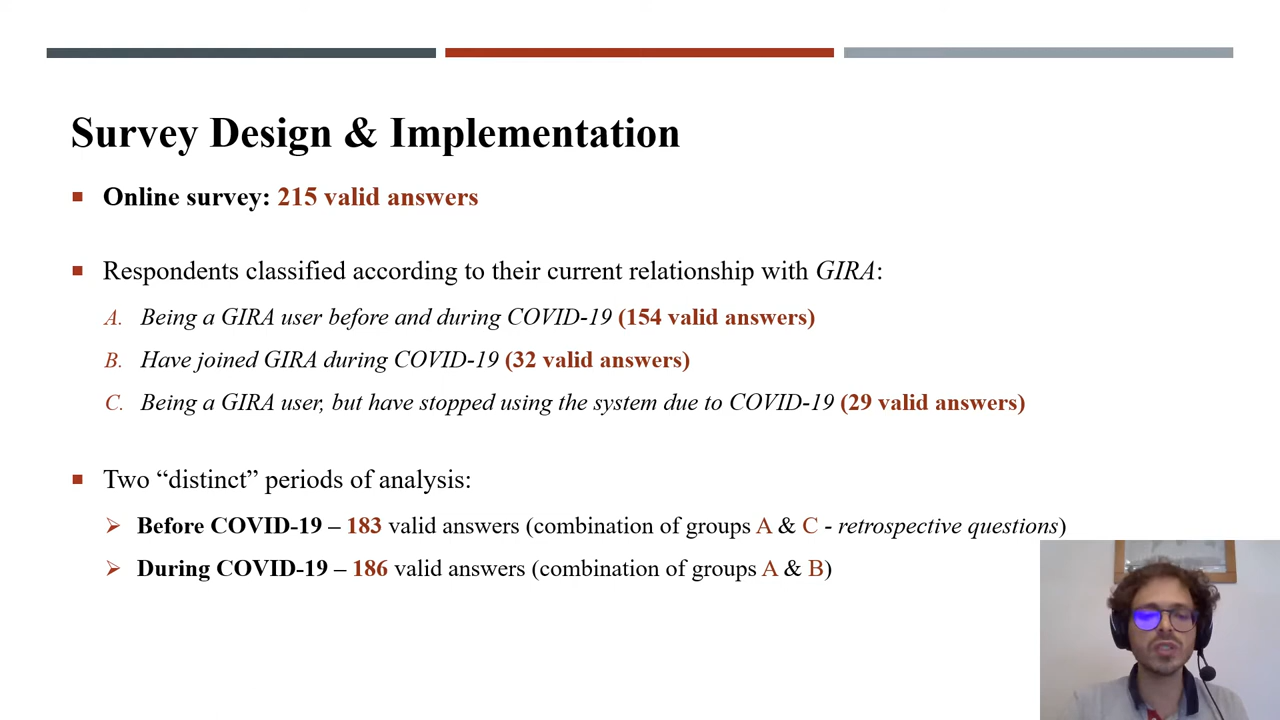 Survey Design & Implementation
Online survey: 215 valid answers
Respondents classified according to their current relationship with GIRA:
A. Being a GIRA user before and during COVID-19 (154 valid answers)
B. Have joined GIRA during COVID-19 (32 valid answers)
C. Being a GIRA user, but have stopped using the system due to COVID-19 (29 valid answers)
Two “distinct” periods of analysis:
Before COVID-19 – 183 valid answers (combination of groups A & C - retrospective questions)
During COVID-19 – 186 valid answers (combination of groups A & B)